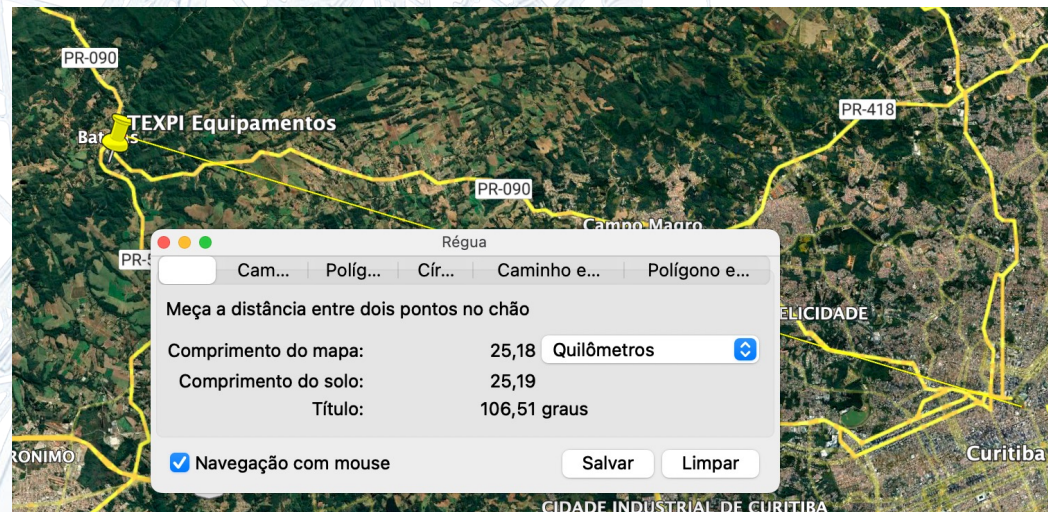 PR-090
TEXPI Equipamentos
PR-418
PR-090
Campo Magro
Régua
Cam... Políg... Cír... Caminho e... Polígono e...
Meça a distância entre dois pontos no chão
ELICIDADE
Comprimento do mapa: 25,18 Quilômetros
Comprimento do solo: 25,19
Título: 106,51 graus
RONIMO
Navegação com mouse Salvar Limpar
Curitiba
CIDADE INDUSTRIAL DE CURITIBA